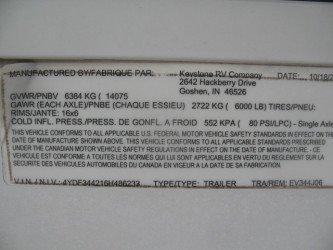 MANUFACTURED BY/FABRIQUE PAR: Keystone RV Company DATE: 10/18/2
2642 Hackberry Drive
Goshen, IN 46526
GVWR/PNBV 6384 KG ( 14075
GAWR (EACH AXLE)/PNBE (CHAQUE ESSIEU) 2722 KG ( 6000 LB) TIRES/PNEU:
RIMS/JANTE: 16x6
COLD INFL. PRESS./PRESS. DE GONFL. A FROID 552 KPA ( 80 PSI/LPC) - Single Axle
THIS VEHICLE CONFORMS TO ALL APPLICABLE U.S. FEDERAL MOTOR VEHICLE SAFETY STANDARDS IN EFFECT ON THE
DATE OF MANUFACTURE SHOWN ABOVE. THIS VEHICLE CONFORMS TO ALL APPLICABLE STANDARDS PRESCRIBED
UNDER THE CANADIAN MOTOR VEHICLE SAFETY REGULATIONS IN EFFECT ON THE DATE OF MANUFACTURE
CE VEHICULE EST CONFORME A TOUTES LES NORMES QUI LUI SONT APPLICABLES EN VERTU DU REGLEMENT
SUR LA SECURITE DES VEHICULES AUTOMOBILES DU CANADA EN VIGUEUR A LA DATE DE SA FABRICATION
V.I.N./N.I.V.: 4YDF344216H486233 TYPE/TYPE: TRAILER TRA/REM: EV344J06